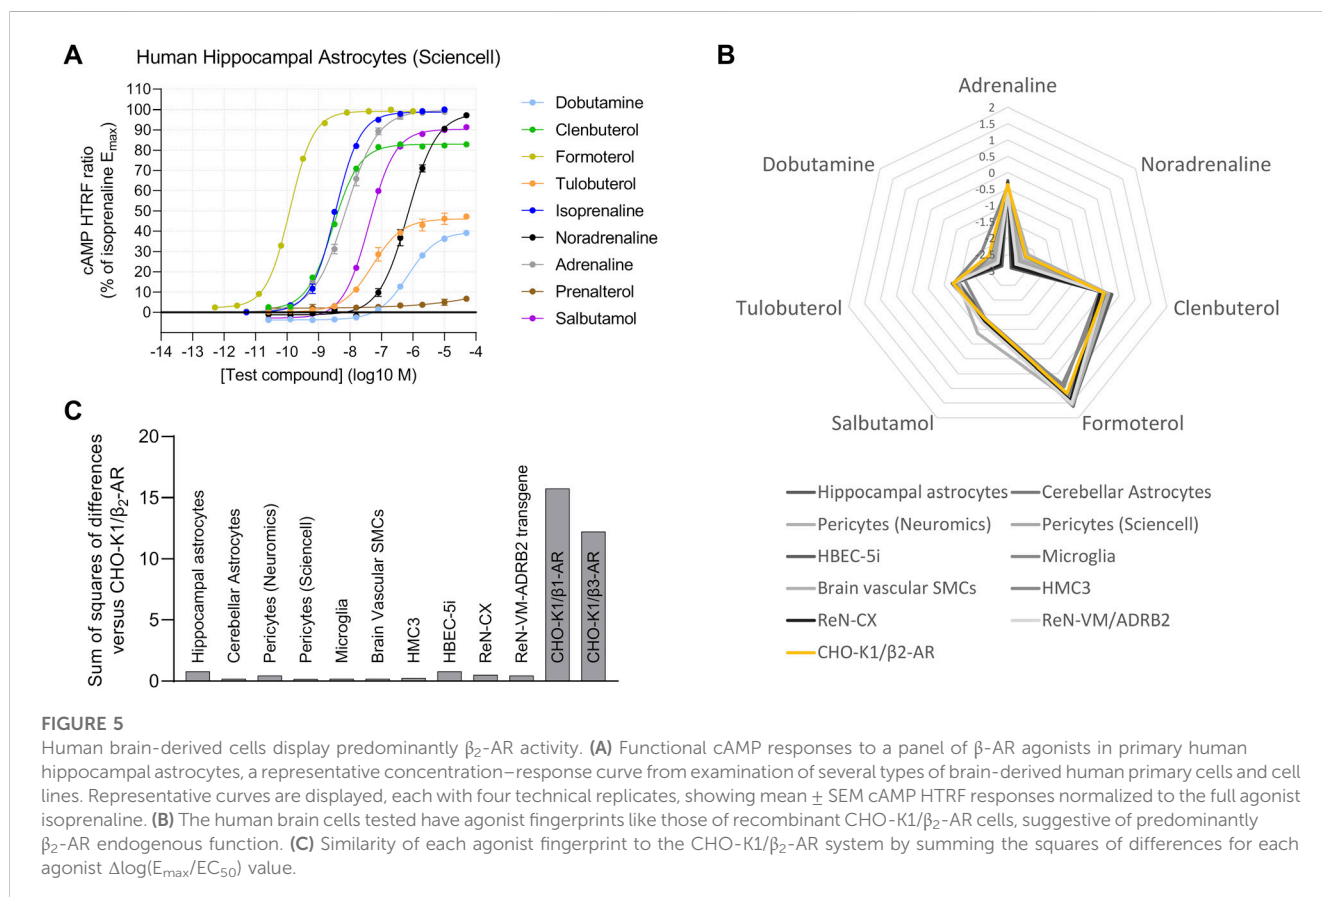 A
Human Hippocampal Astrocytes (Sciencell)
cAMP HTRF ratio
(% of isoprenaline Emax)
110
100
90
80
70
60
50
40
30
20
10
0
-14 -13 -12 -11 -10 -9 -8 -7 -6 -5 -4
[Test compound] (log10 M)
Dobutamine
Clenbuterol
Formoterol
Tulobuterol
Isoprenaline
Noradrenaline
Adrenaline
Prenalterol
Salbutamol
B
Adrenaline
Noradrenaline
Clenbuterol
Formoterol
Salbutamol
Tulobuterol
Dobutamine
2
1.5
1
0.5
0
-0.5
-1
-1.5
-2
Hippocampal astrocytes
Cerebellar Astrocytes
Pericytes (Neuromics)
Pericytes (Sciencell)
HBEC-5i
Microglia
Brain vascular SMCs
HMC3
ReN-CX
ReN-VM/ADRB2
CHO-K1/β2-AR
C
Sum of squares of differences
versus CHO-K1/β2-AR
20
15
10
5
0
Hippocampal astrocytes
Cerebellar Astrocytes
Pericytes (Neuromics)
Pericytes (Sciencell)
Microglia
Brain Vascular SMCs
HMC3
HBEC-5i
ReN-CX
ReN-VM-ADRB2 transgene
CHO-K1/β1-AR
CHO-K1/β3-AR
FIGURE 5
Human brain-derived cells display predominantly β2-AR activity. (A) Functional cAMP responses to a panel of β-AR agonists in primary human
hippocampal astrocytes, a representative concentration–response curve from examination of several types of brain-derived human primary cells and cell
lines. Representative curves are displayed, each with four technical replicates, showing mean ± SEM cAMP HTRF responses normalized to the full agonist
isoprenaline. (B) The human brain cells tested have agonist fingerprints like those of recombinant CHO-K1/β2-AR cells, suggestive of predominantly
β2-AR endogenous function. (C) Similarity of each agonist fingerprint to the CHO-K1/β2-AR system by summing the squares of differences for each
agonist Δlog(Emax/EC50) value.